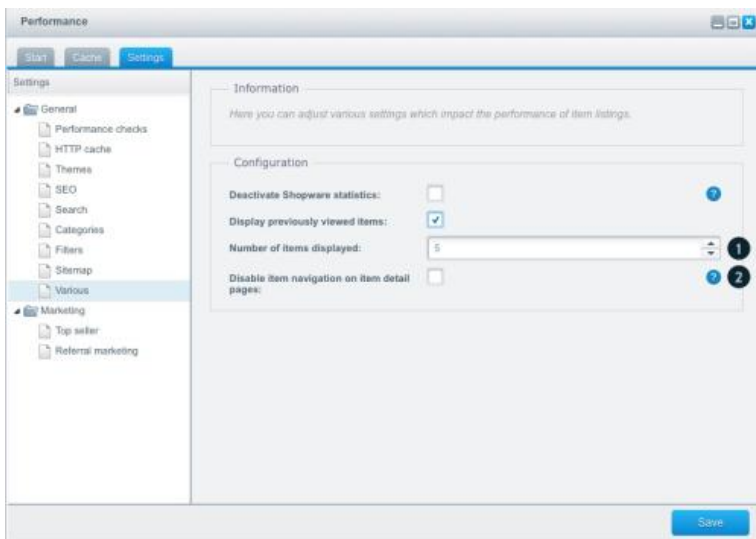 Performance
Start Cache Settings
Settings
General
Performance checks
HTTP cache
Themes
SEO
Search
Categories
Filters
Sitemap
Various
Marketing
Top seller
Referral marketing
Information
Here you can adjust various settings which impact the performance of item listings.
Configuration
Deactivate Shopware statistics:
?
Display previously viewed items:
Number of items displayed:
5
1
Disable item navigation on item detail
pages:
?
2
Save